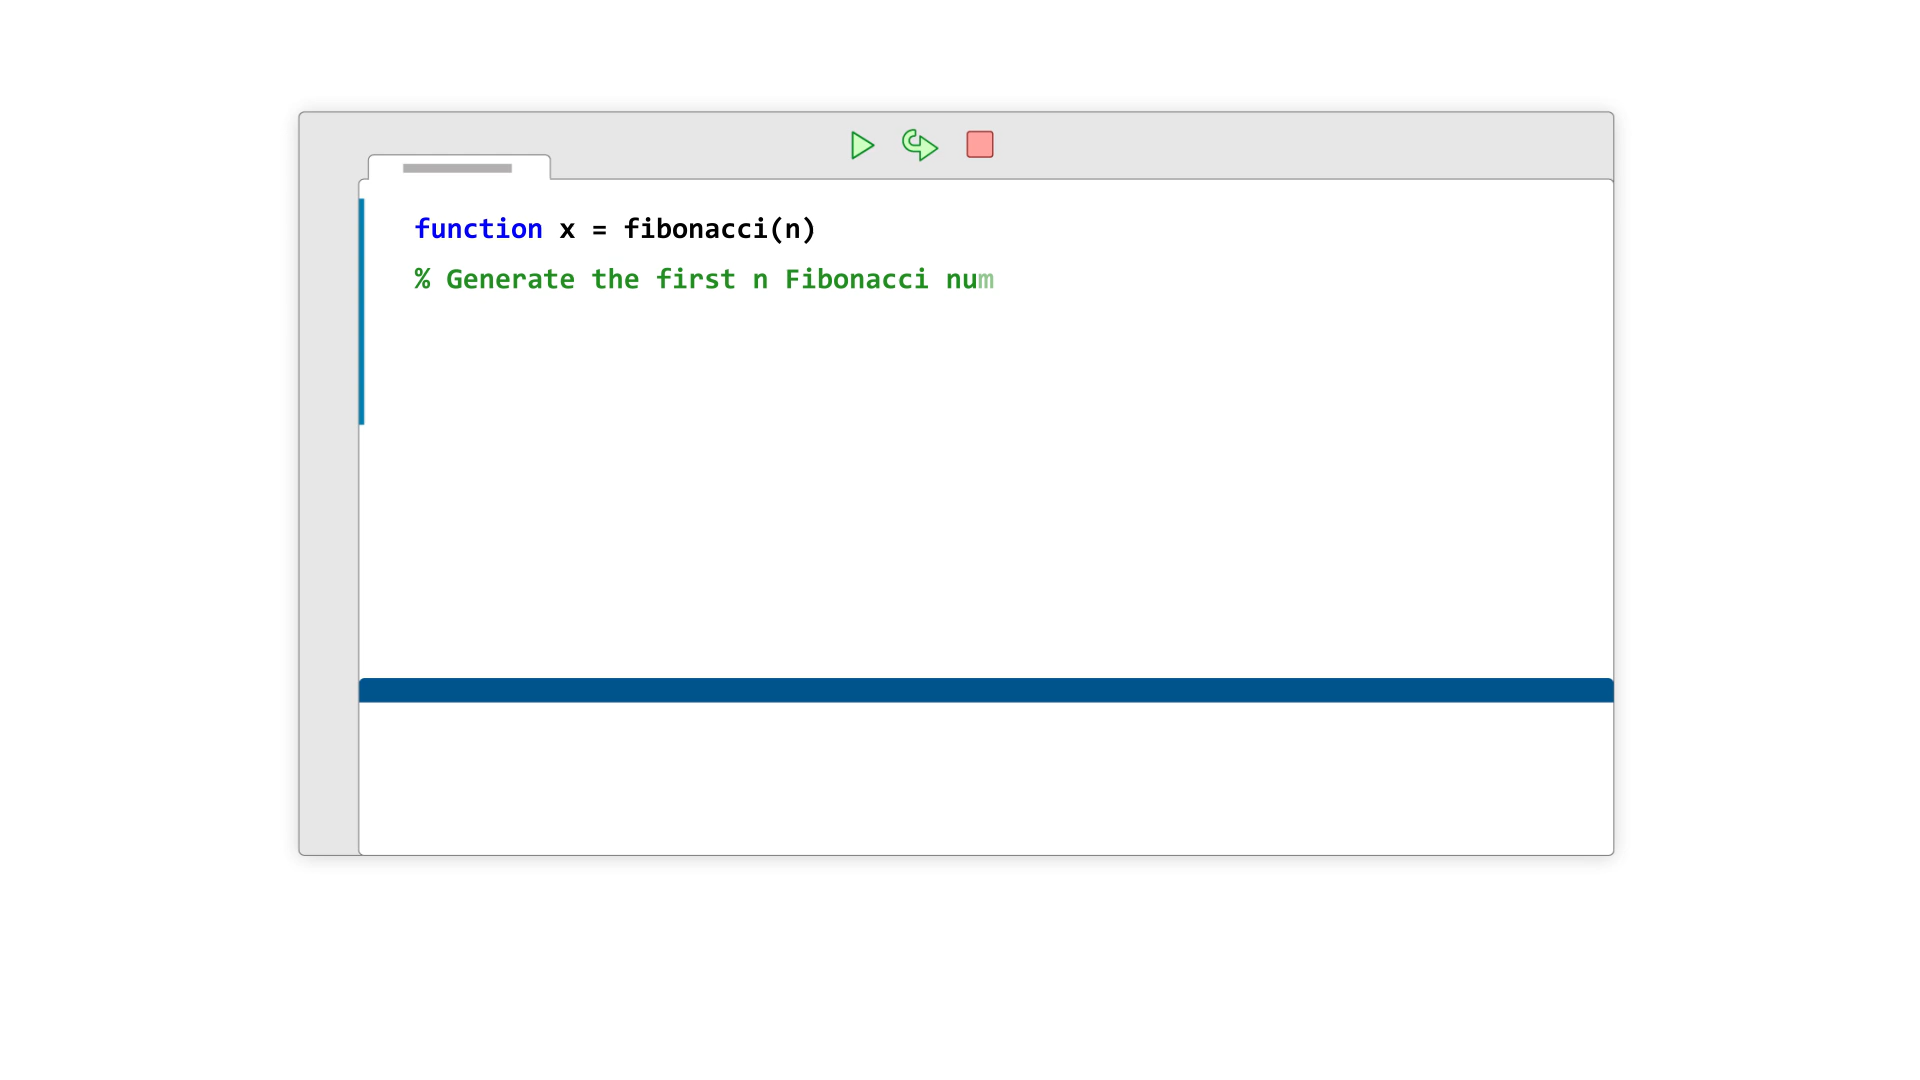 function x = fibonacci(n)
% Generate the first n Fibonacci num